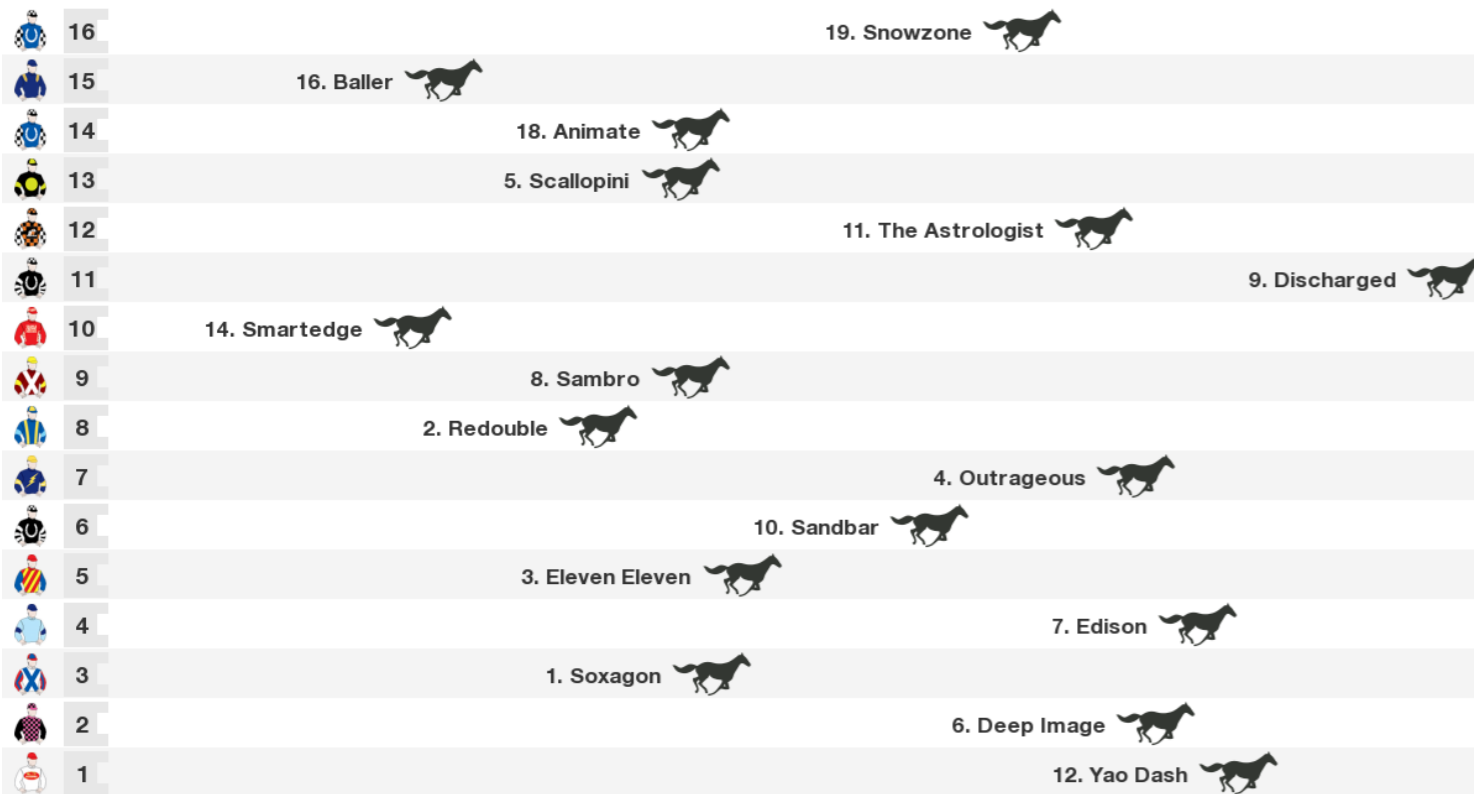 16 19. Snowzone
15 16. Baller
14 18. Animate
13 5. Scallopini
12 11. The Astrologist
11 9. Discharged
10 14. Smartedge
9 8. Sambro
8 2. Redouble
7 4. Outrageous
6 10. Sandbar
5 3. Eleven Eleven
4 7. Edison
3 1. Soxagon
2 6. Deep Image
1 12. Yao Dash